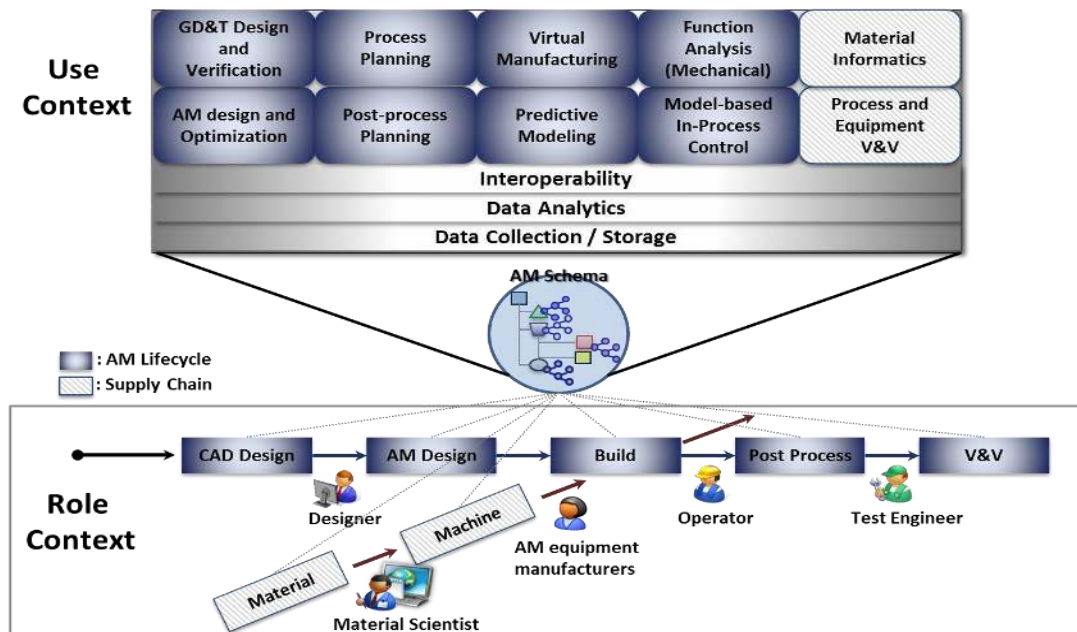 Use
Context
GD&T Design
and
Verification
Process
Planning
Virtual
Manufacturing
Function
Analysis
(Mechanical)
Material
Informatics
AM design and
Optimization
Post-process
Planning
Predictive
Modeling
Model-based
In-Process
Control
Process and
Equipment
V&V
Interoperability
Data Analytics
Data Collection / Storage
AM Schema
: AM Lifecycle
: Supply Chain
Role
Context
CAD Design
AM Design
Build
Post Process
V&V
Designer
Machine
AM equipment
manufacturers
Operator
Test Engineer
Material
Material Scientist